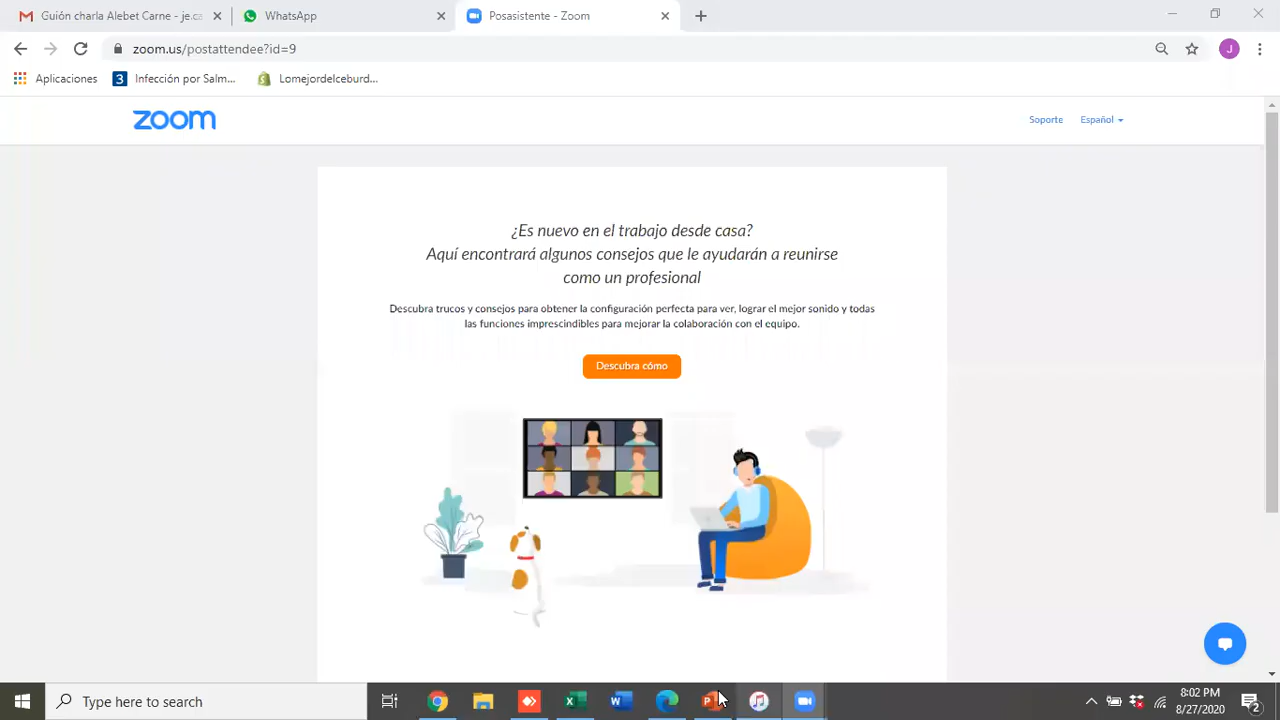 Guión charla Alebet Carne - je.ca
WhatsApp
Posasistente - Zoom
zoom.us/postattendee?id=9
J
Aplicaciones
3 Infección por Salm...
Lomejordelceburd...
zoom
Soporte
Español
¿Es nuevo en el trabajo desde casa?
Aquí encontrará algunos consejos que le ayudarán a reunirse
como un profesional
Descubra trucos y consejos para obtener la configuración perfecta para ver, lograr el mejor sonido y todas
las funciones imprescindibles para mejorar la colaboración con el equipo.
Descubra cómo
Type here to search
8:02 PM
8/27/2020
2